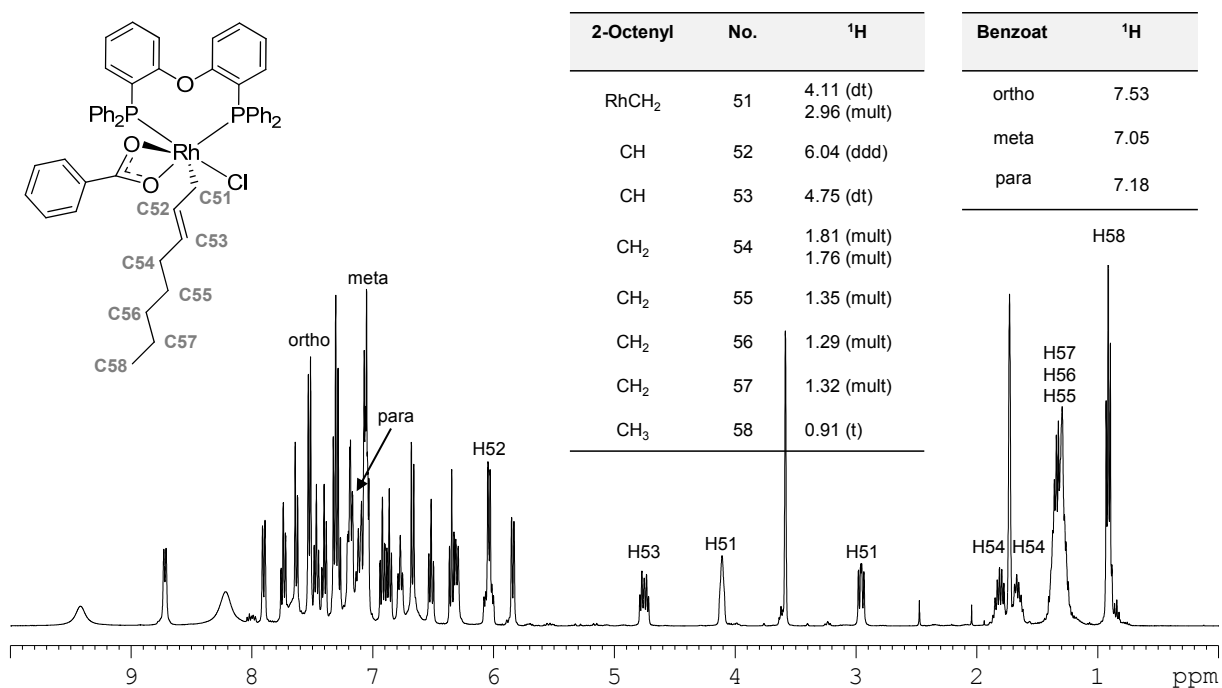 O
Ph₂P
PPh₂
O
Rh
O
Cl
C51
C52
C53
C54
C55
C56
C57
C58
2-Octenyl No. ¹H
RhCH₂ 51 4.11 (dt)
2.96 (mult)
CH 52 6.04 (ddd)
CH 53 4.75 (dt)
CH₂ 54 1.81 (mult)
1.76 (mult)
CH₂ 55 1.35 (mult)
CH₂ 56 1.29 (mult)
CH₂ 57 1.32 (mult)
CH₃ 58 0.91 (t)
Benzoat ¹H
ortho 7.53
meta 7.05
para 7.18
ortho
meta
para
H52
H53
H51
H51
H54
H54
H57
H56
H55
H58
9 8 7 6 5 4 3 2 1 ppm